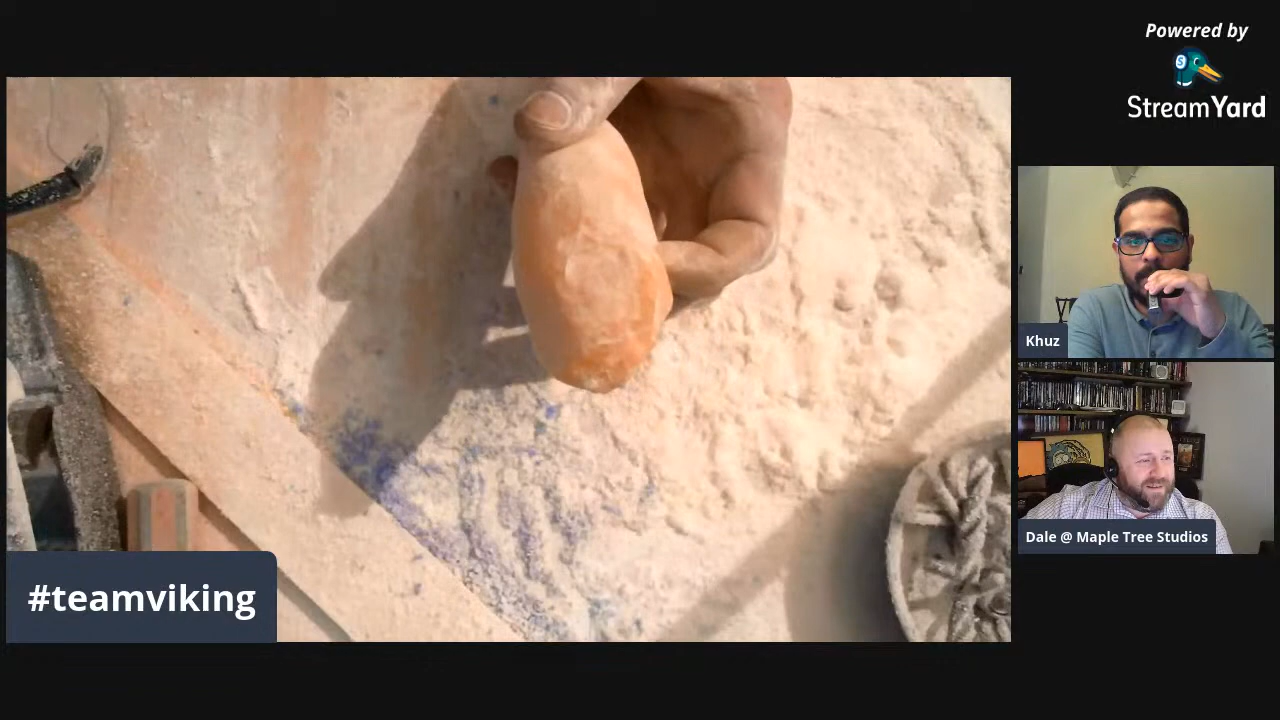 Powered by
StreamYard
Khuz
Dale @ Maple Tree Studios
#teamviking